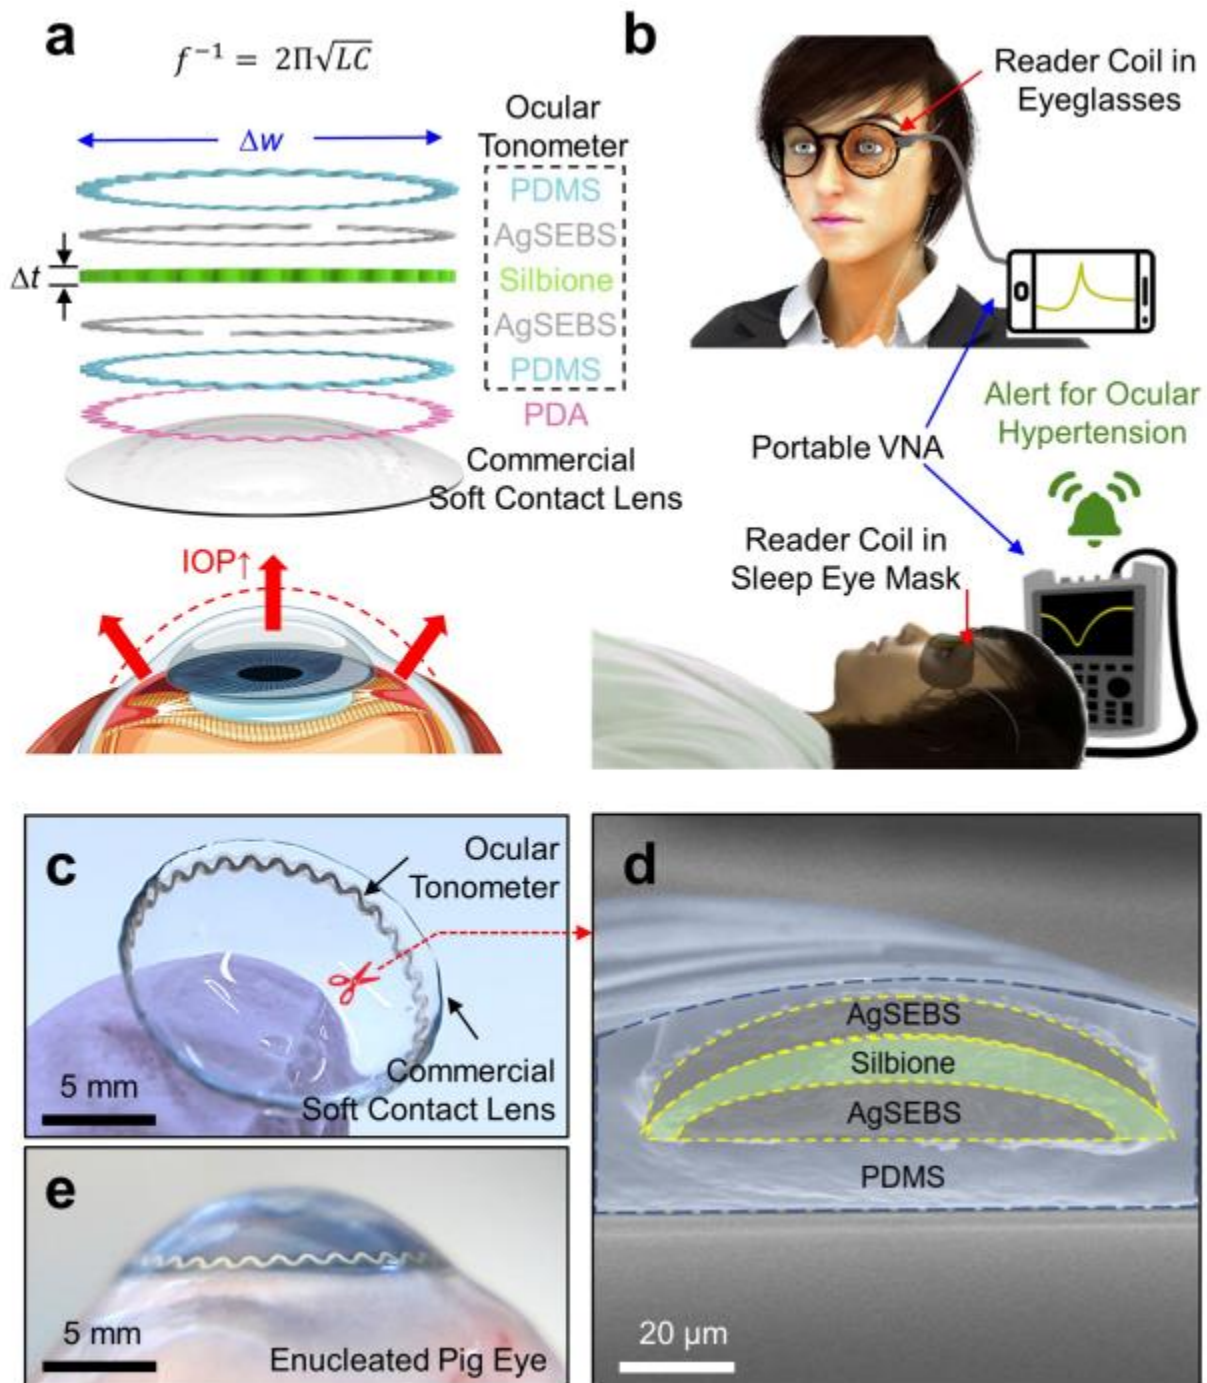 a
f⁻¹ = 2Π√LC
Δw
Δt
Ocular
Tonometer
PDMS
AgSEBS
Silbione
AgSEBS
PDMS
PDA
Commercial
Soft Contact Lens
IOP↑
b
Reader Coil in
Eyeglasses
Portable VNA
Alert for Ocular
Hypertension
Reader Coil in
Sleep Eye Mask
c
Ocular
Tonometer
Commercial
Soft Contact Lens
5 mm
d
AgSEBS
Silbione
AgSEBS
PDMS
20 μm
e
5 mm
Enucleated Pig Eye